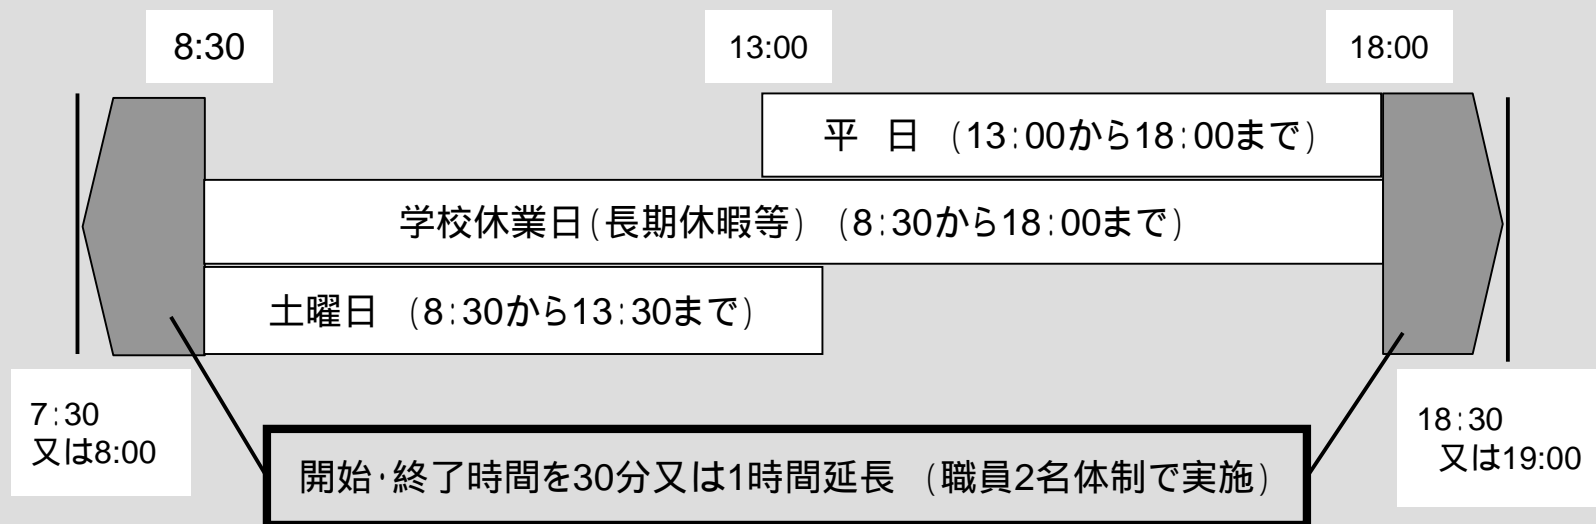 8:30
13:00
18:00
平 日 (13:00から18:00まで)
学校休業日(長期休暇等) (8:30から18:00まで)
土曜日 (8:30から13:30まで)
7:30
又は8:00
18:30
又は19:00
開始・終了時間を30分又は1時間延長 (職員2名体制で実施)